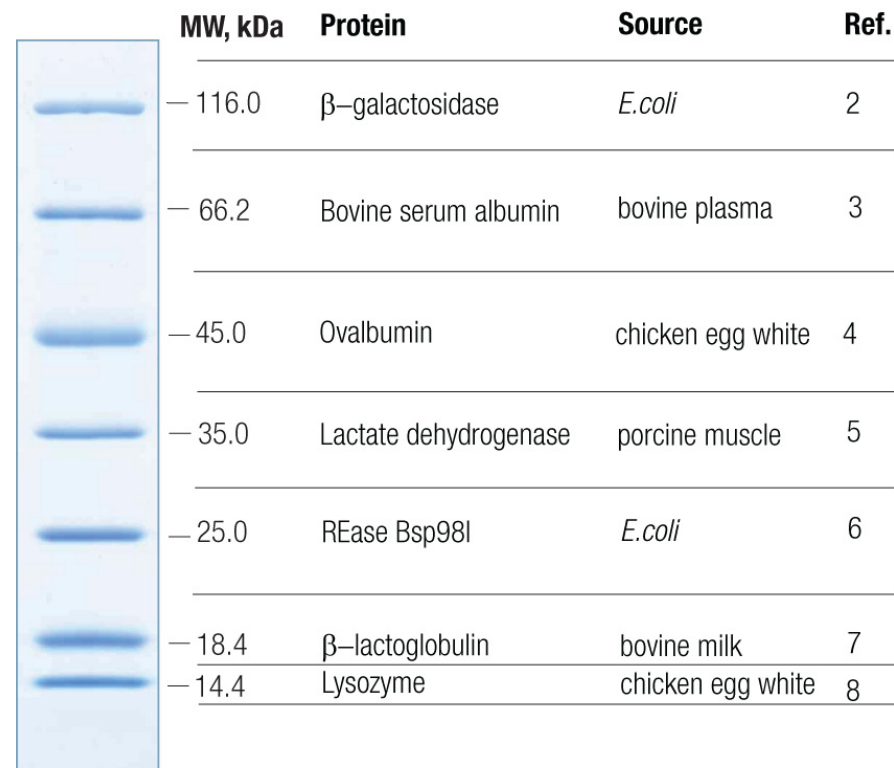 MW, kDa Protein Source Ref.
116.0 β–galactosidase E.coli 2
66.2 Bovine serum albumin bovine plasma 3
45.0 Ovalbumin chicken egg white 4
35.0 Lactate dehydrogenase porcine muscle 5
25.0 REase Bsp98I E.coli 6
18.4 β–lactoglobulin bovine milk 7
14.4 Lysozyme chicken egg white 8